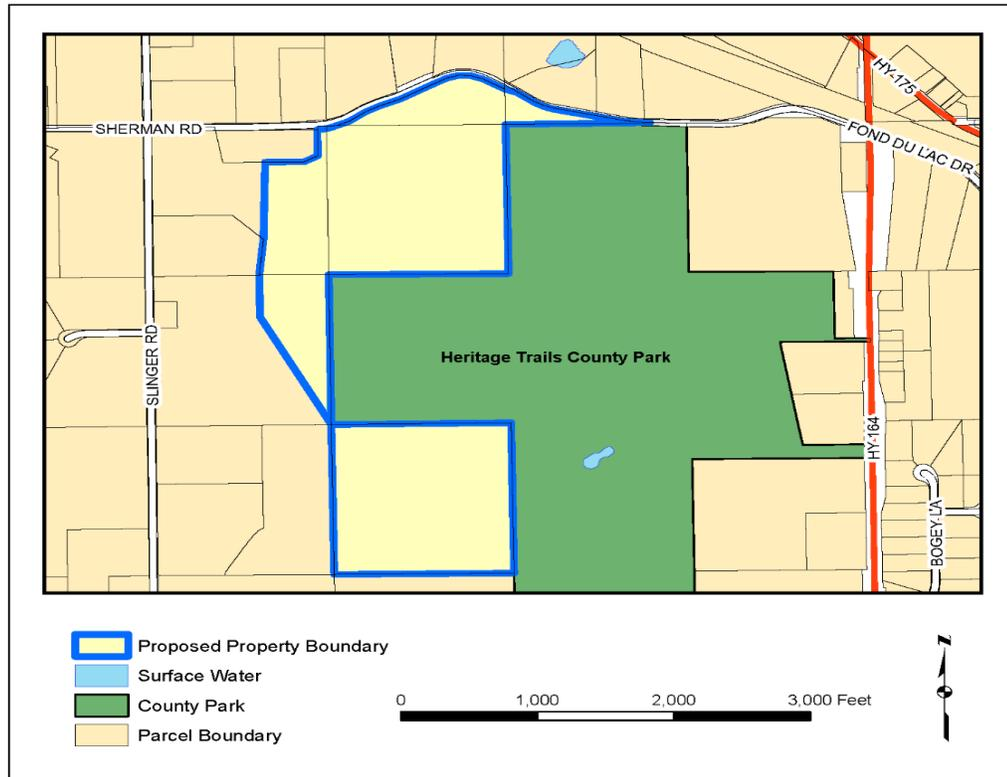 HY-175
SHERMAN RD
FOND DU LAC DR
SLINGER RD
Heritage Trails County Park
HY-164
BOGEY LA
Proposed Property Boundary
Surface Water
County Park
Parcel Boundary
0 1,000 2,000 3,000 Feet
N